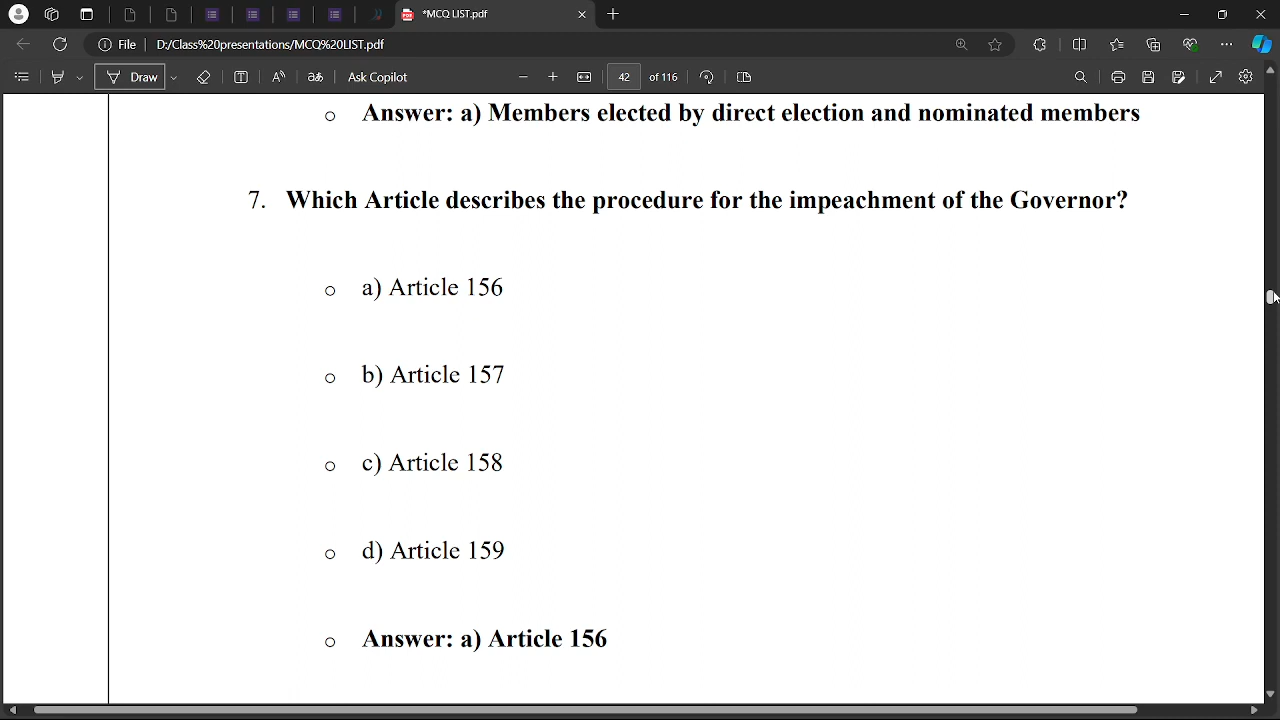 *MCQ LIST.pdf
File
D:/Class%20presentations/MCQ%20LIST.pdf
Draw
Ask Copilot
42 of 116
Answer: a) Members elected by direct election and nominated members
7. Which Article describes the procedure for the impeachment of the Governor?
a) Article 156
b) Article 157
c) Article 158
d) Article 159
Answer: a) Article 156